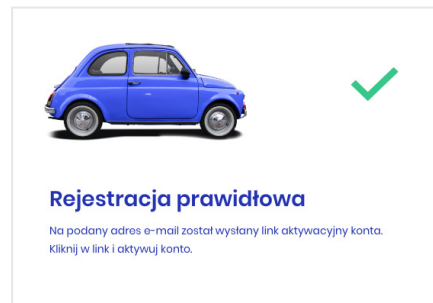 Rejestracja prawidłowa
Na podany adres e-mail został wysłany link aktywacyjny konta.
Kliknij w link i aktywuj konto.